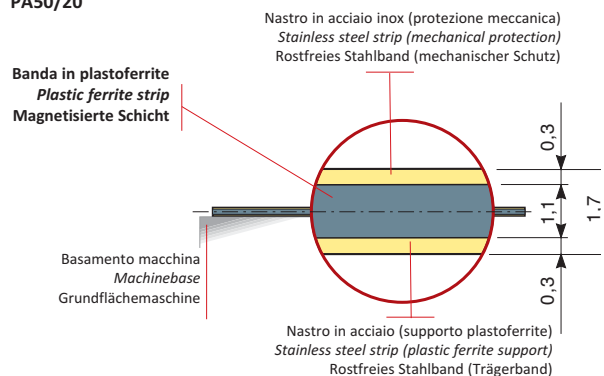 PA50/20
Nastro in acciaio inox (protezione meccanica)
Stainless steel strip (mechanical protection)
Rostfreies Stahlband (mechanischer Schutz)
Banda in plastoferrite
Plastic ferrite strip
Magnetisierte Schicht
0,3
1,1
1,7
0,3
Basamento macchina
Machinebase
Grundflächemaschine
Nastro in acciaio (supporto plastoferrite)
Stainless steel strip (plastic ferrite support)
Rostfreies Stahlband (Trägerband)